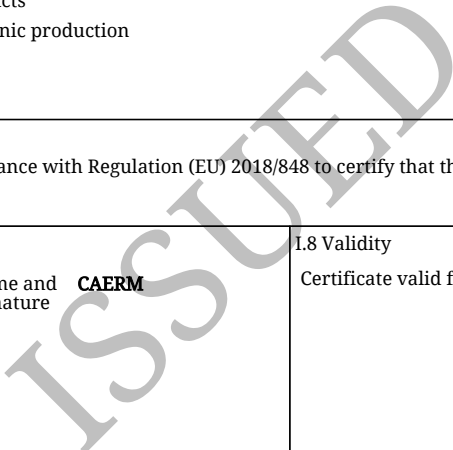 cts
nic production
ance with Regulation (EU) 2018/848 to certify that th
I.8 Validity
Certificate valid f
me and CAERM
nature
ISSUED